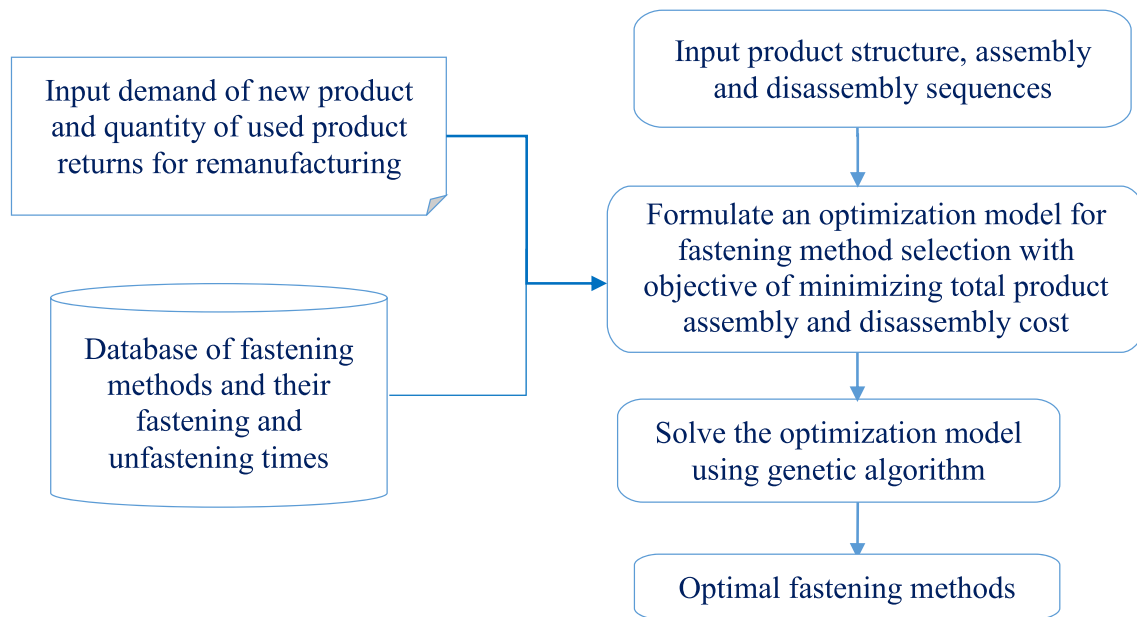 Input product structure, assembly
and disassembly sequences
Input demand of new product
and quantity of used product
returns for remanufacturing
Formulate an optimization model for
fastening method selection with
objective of minimizing total product
assembly and disassembly cost
Database of fastening
methods and their
fastening and
unfastening times
Solve the optimization model
using genetic algorithm
Optimal fastening methods